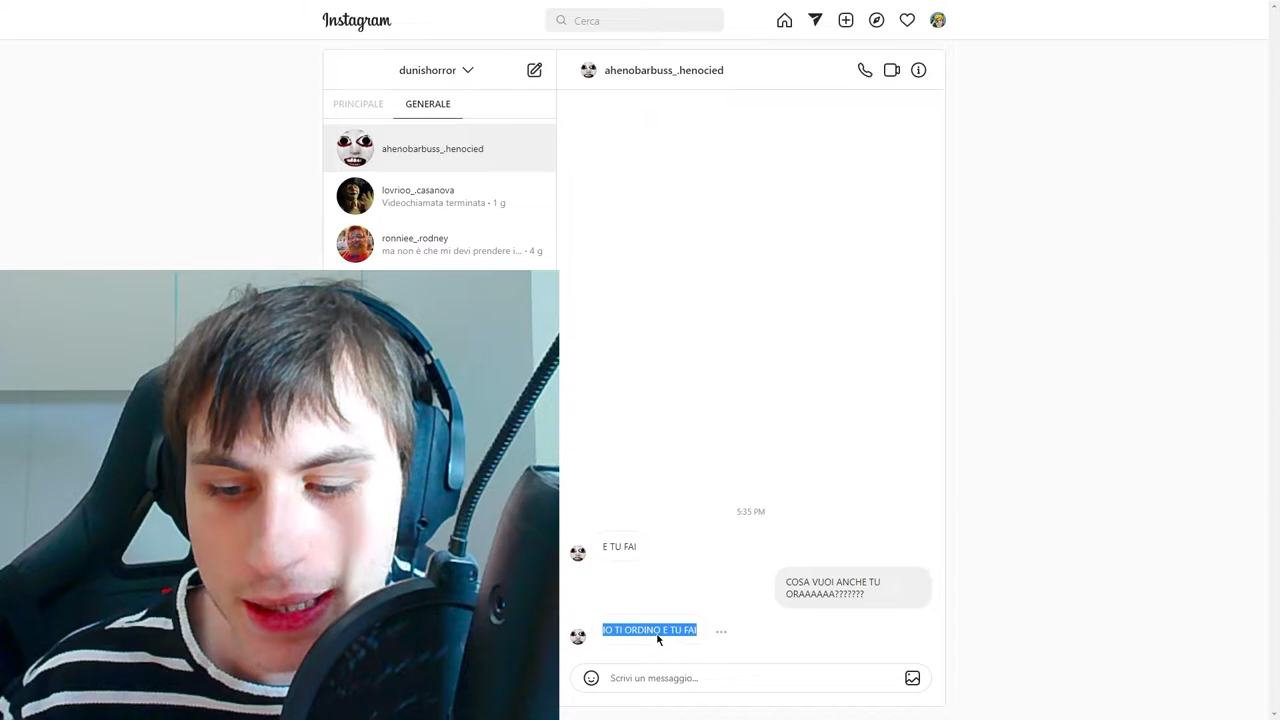 Instagram
Cerca
dunishorror
ahenobarbuss_.henocied
PRINCIPALE GENERALE
ahenobarbuss_.henocied
lovrioo_.casanova
Videochiamata terminata · 1 g
ronniee_.rodney
ma non è che mi devi prendere i... · 4 g
5:35 PM
E TU FAI
COSA VUOI ANCHE TU
ORAAAAAA???????
IO TI ORDINO E TU FAI
Scrivi un messaggio...